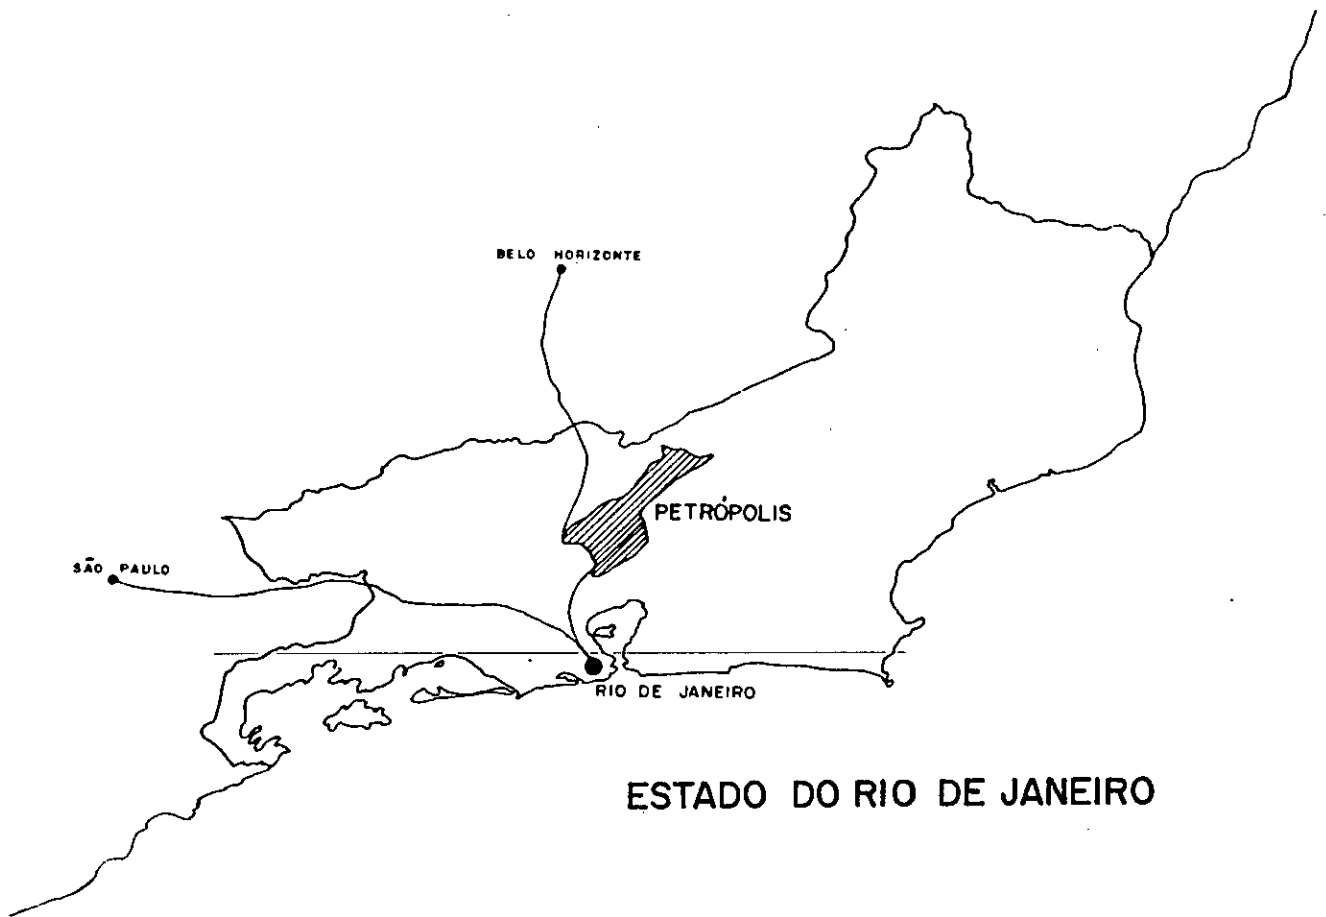 BELO HORIZONTE
PETRÓPOLIS
SÃO PAULO
RIO DE JANEIRO
ESTADO DO RIO DE JANEIRO